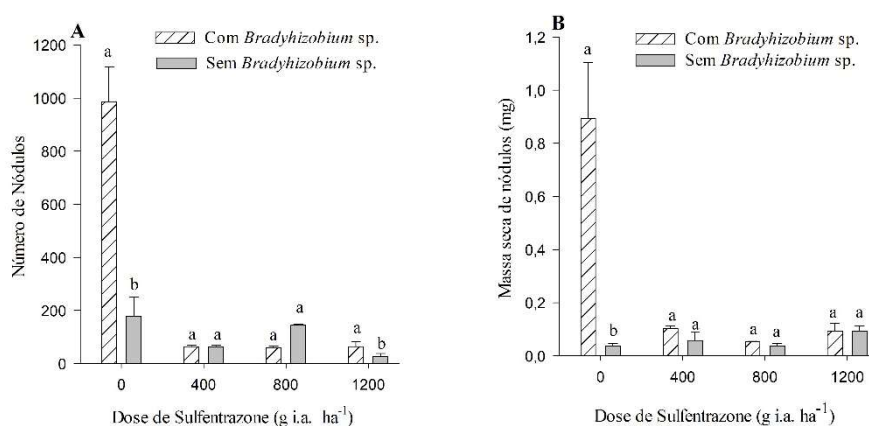 A
Com Bradyhizobium sp.
Sem Bradyhizobium sp.
1200
1000
800
600
400
200
0
Número de Nódulos
a
b
a
a
a
a
a
b
0
400
800
1200
Dose de Sulfentrazone (g i.a. ha-1)
B
Com Bradyhizobium sp.
Sem Bradyhizobium sp.
1,2
1,0
0,8
0,6
0,4
0,2
0,0
Massa seca de nódulos (mg)
a
b
a
a
a
a
a
a
0
400
800
1200
Dose de Sulfentrazone (g i.a. ha-1)